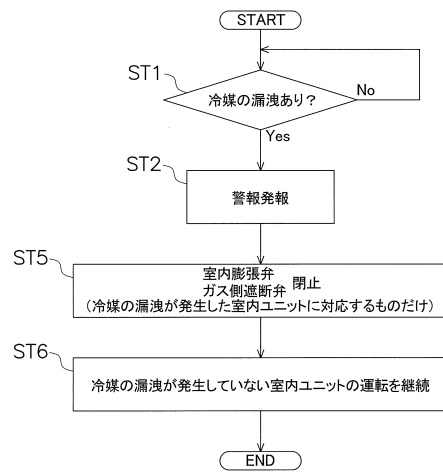 START
ST1
冷媒の漏洩あり？
No
Yes
ST2
警報発報
ST5
室内膨張弁
ガス側遮断弁 閉止
（冷媒の漏洩が発生した室内ユニットに対応するものだけ）
ST6
冷媒の漏洩が発生していない室内ユニットの運転を継続
END